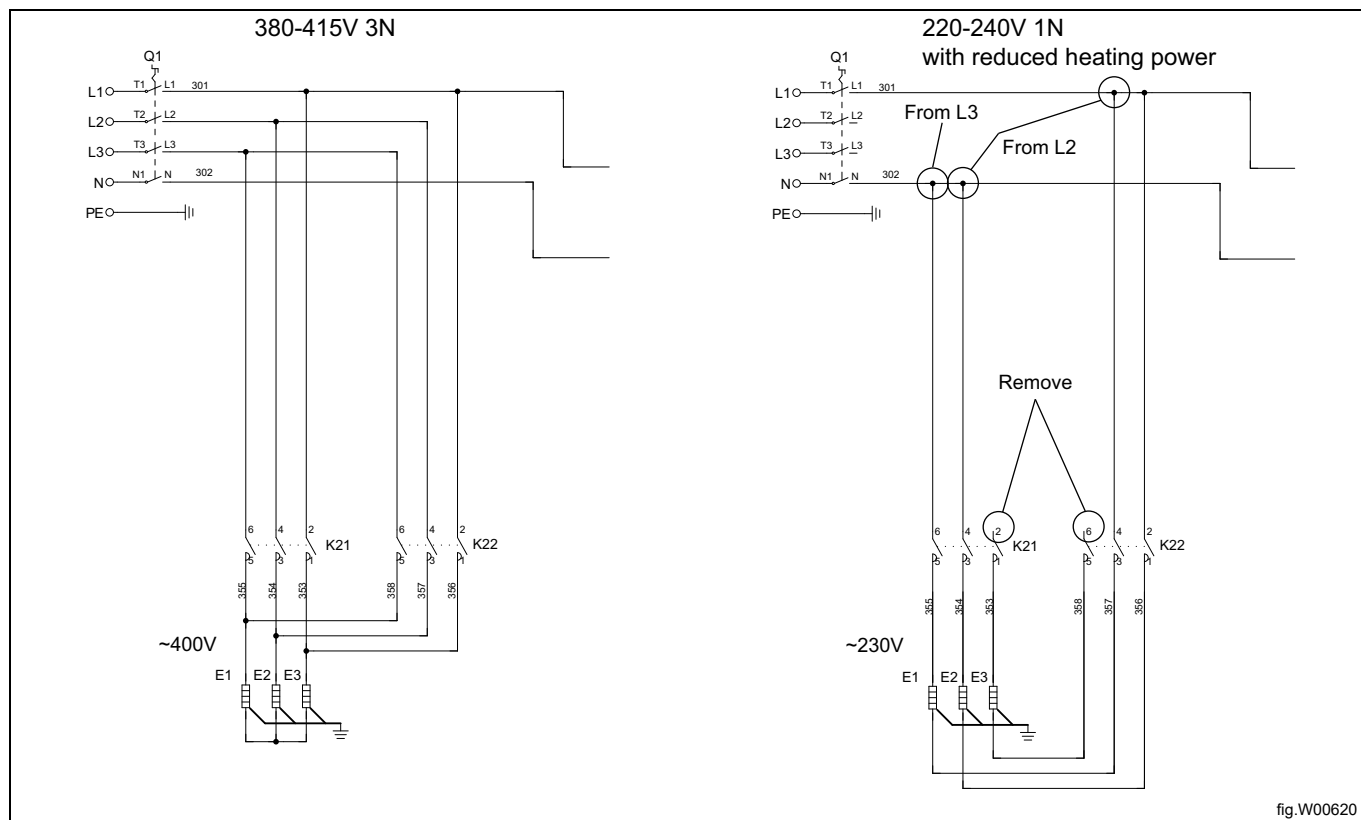 380-415V 3N
Q1
L1 T1 L1 301
L2 T2 L2
L3 T3 L3
N N1 N 302
PE
6 4 2 6 4 2
K21 K22
5 3 1 5 3 1
355 354 353 358 357 356
~400V
E1 E2 E3
220-240V 1N
with reduced heating power
Q1
L1 T1 L1 301
From L3
L2 T2 L2
From L2
L3 T3 L3
N N1 N 302
PE
Remove
6 4 2 6 4 2
K21 K22
5 3 1 5 3 1
355 354 353 358 357 356
~230V
E1 E2 E3
fig.W00620